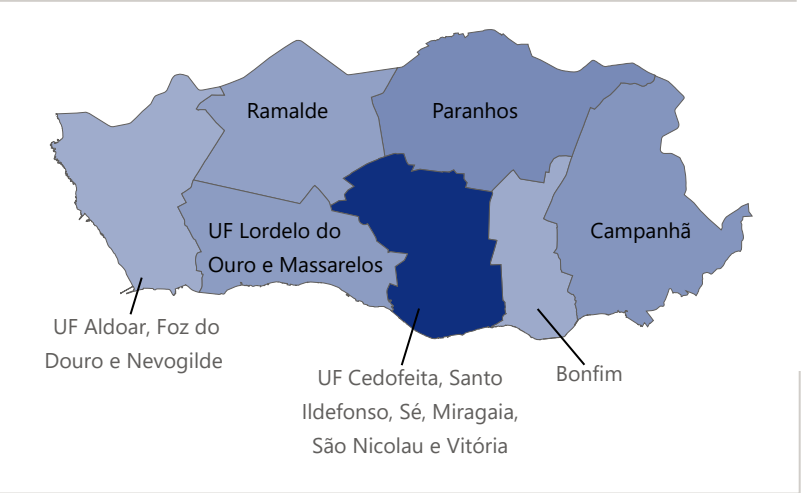 Ramalde
Paranhos
UF Lordelo do
Ouro e Massarelos
Campanhã
UF Aldoar, Foz do
Douro e Nevogilde
UF Cedofeita, Santo
Ildefonso, Sé, Miragaia,
São Nicolau e Vitória
Bonfim